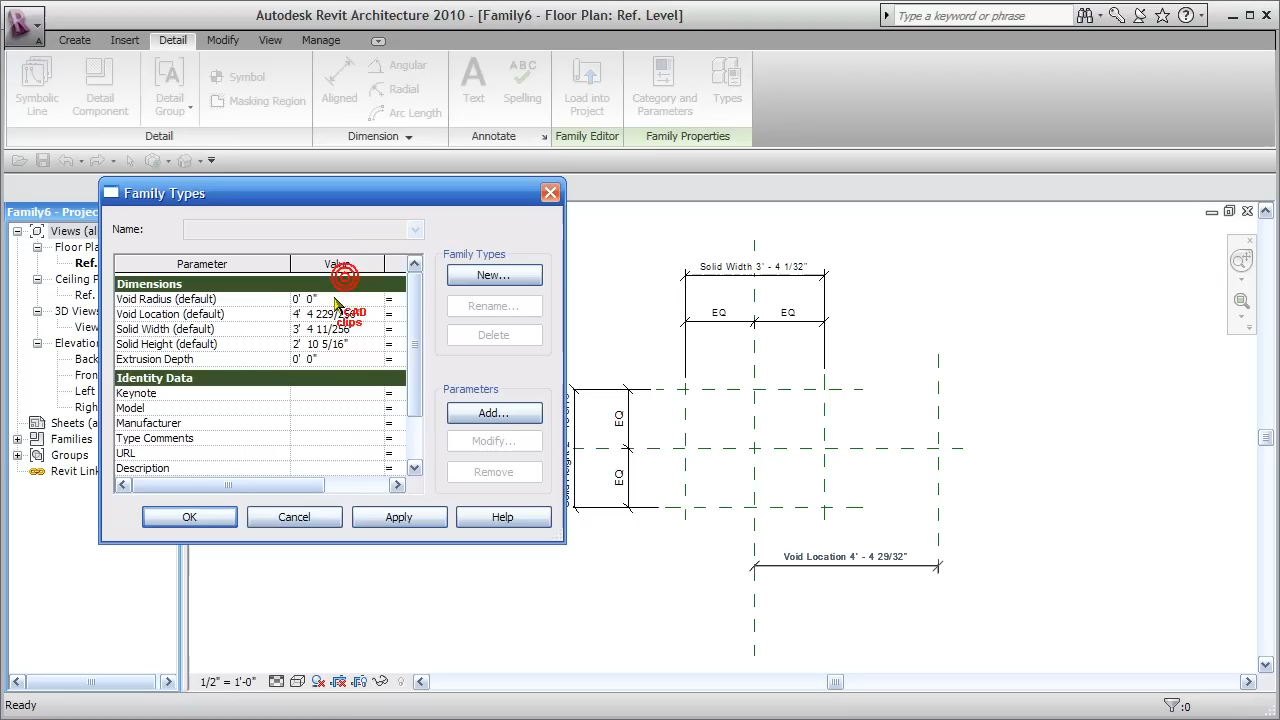 Autodesk Revit Architecture 2010 - [Family6 - Floor Plan: Ref. Level]
Type a keyword or phrase
Create Insert Detail Modify View Manage
Symbolic Line
Detail Component
Detail Group
Symbol
Masking Region
Aligned
Angular
Radial
Arc Length
Text
Spelling
Load into Project
Category and Parameters
Types
Detail
Dimension
Annotate
Family Editor
Family Properties
Family6 - Projec
Views (al
Floor Pla
Ref.
Ceiling
Ref.
3D Views
View
Elevation
Back
Fron
Left
Righ
Sheets (a
Families
Groups
Revit Link
Family Types
Name:
Parameter
Dimensions
Void Radius (default) 0' 0" =
Void Location (default) =
Solid Width (default) 3' 4 11/256" =
Solid Height (default) 2' 10 5/16" =
Extrusion Depth 0' 0" =
Identity Data
Keynote =
Model =
Manufacturer =
Type Comments =
URL =
Description =
Family Types
New...
Rename...
Delete
Parameters
Add...
Modify...
Remove
OK Cancel Apply Help
CAD
clips
Solid Width 3' - 4 1/32"
EQ EQ
EQ
EQ
Void Location 4' - 4 29/32"
1/2" = 1'-0"
Ready
:0